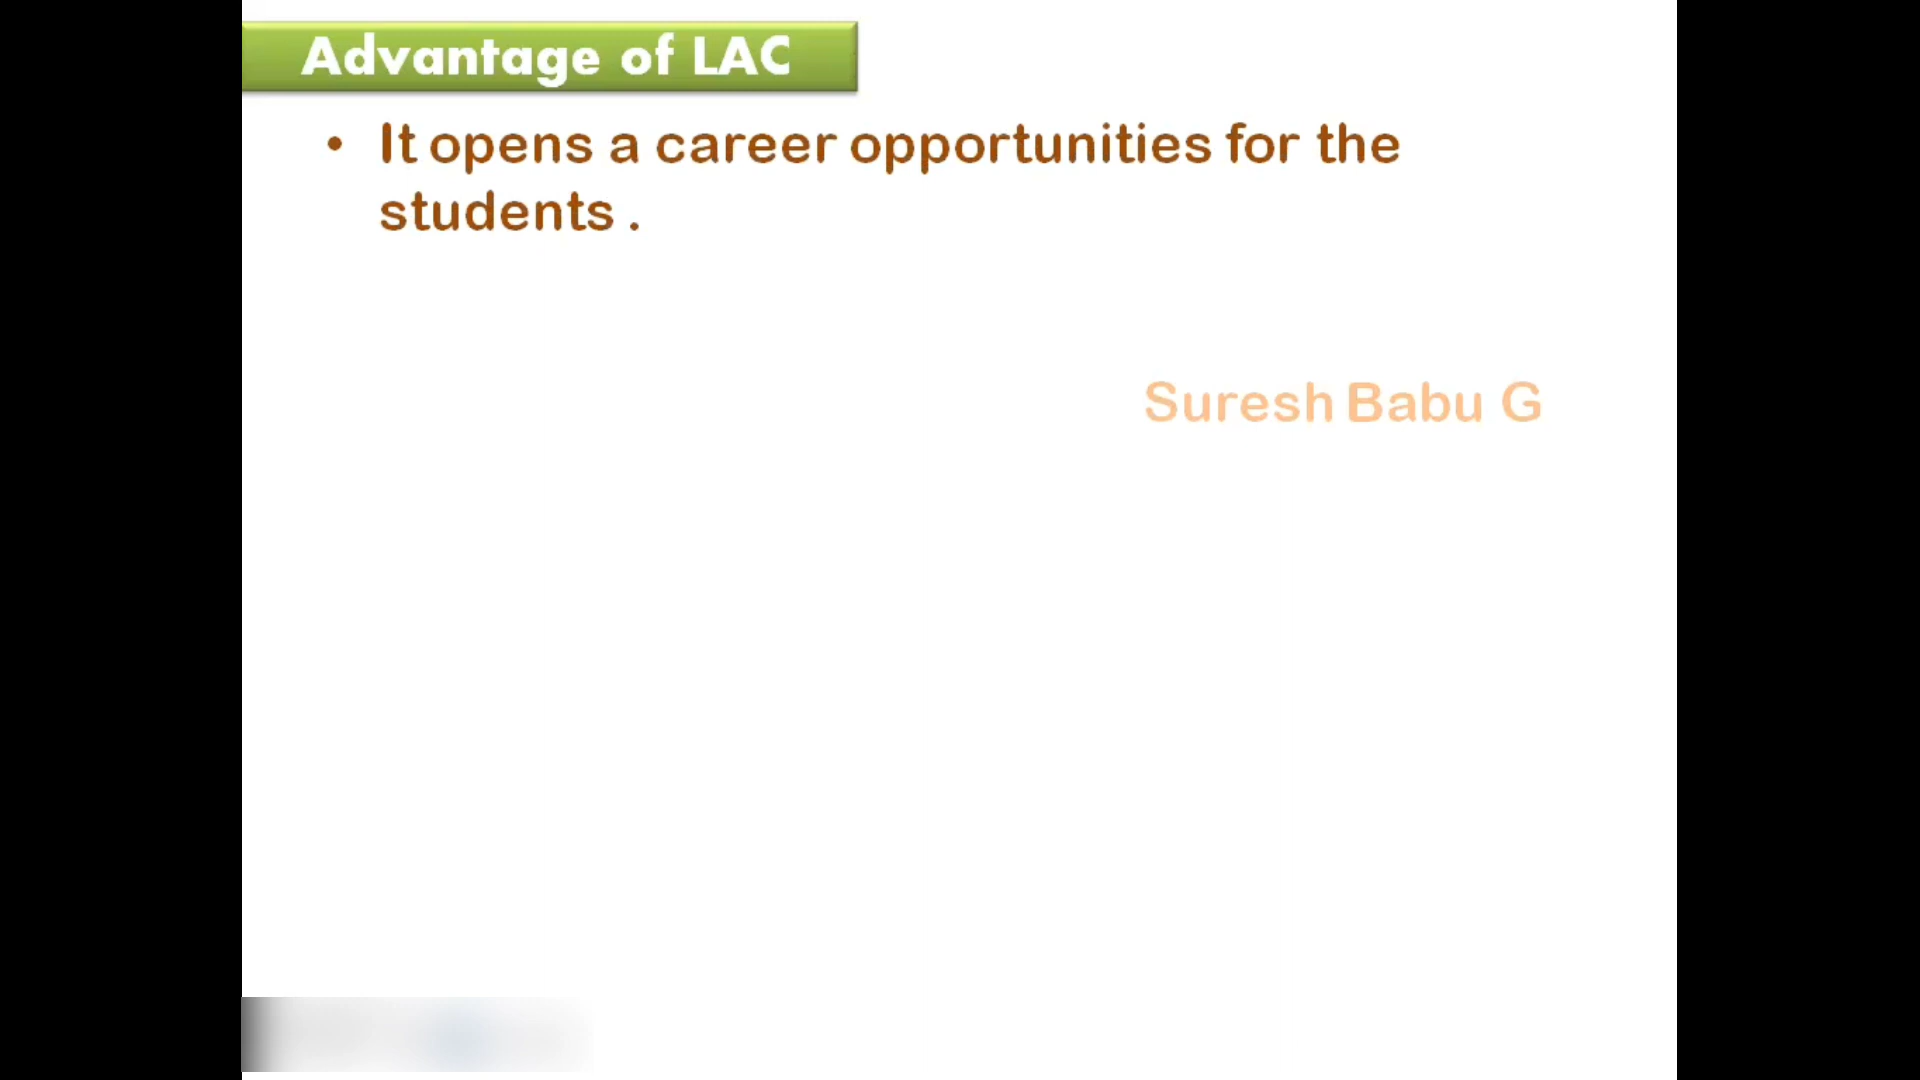 Advantage of LAC
• It opens a career opportunities for the
students .
Suresh Babu G